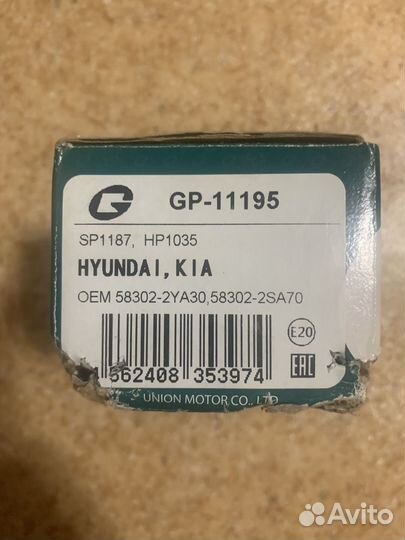 G GP-11195
SP1187, HP1035
HYUNDAI, KIA
OEM 58302-2YA30,58302-2SA70
E20
562408 353974
EAC
UNION MOTOR CO., LTD
Avito